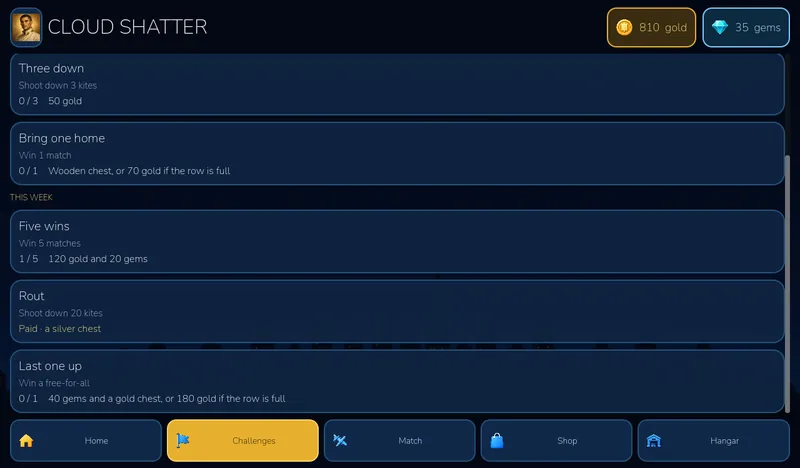 CLOUD SHATTER
810 gold
35 gems
Three down
Shoot down 3 kites
0 / 3 50 gold
Bring one home
Win 1 match
0 / 1 Wooden chest, or 70 gold if the row is full
THIS WEEK
Five wins
Win 5 matches
1 / 5 120 gold and 20 gems
Rout
Shoot down 20 kites
Paid · a silver chest
Last one up
Win a free-for-all
0 / 1 40 gems and a gold chest, or 180 gold if the row is full
Home
Challenges
Match
Shop
Hangar